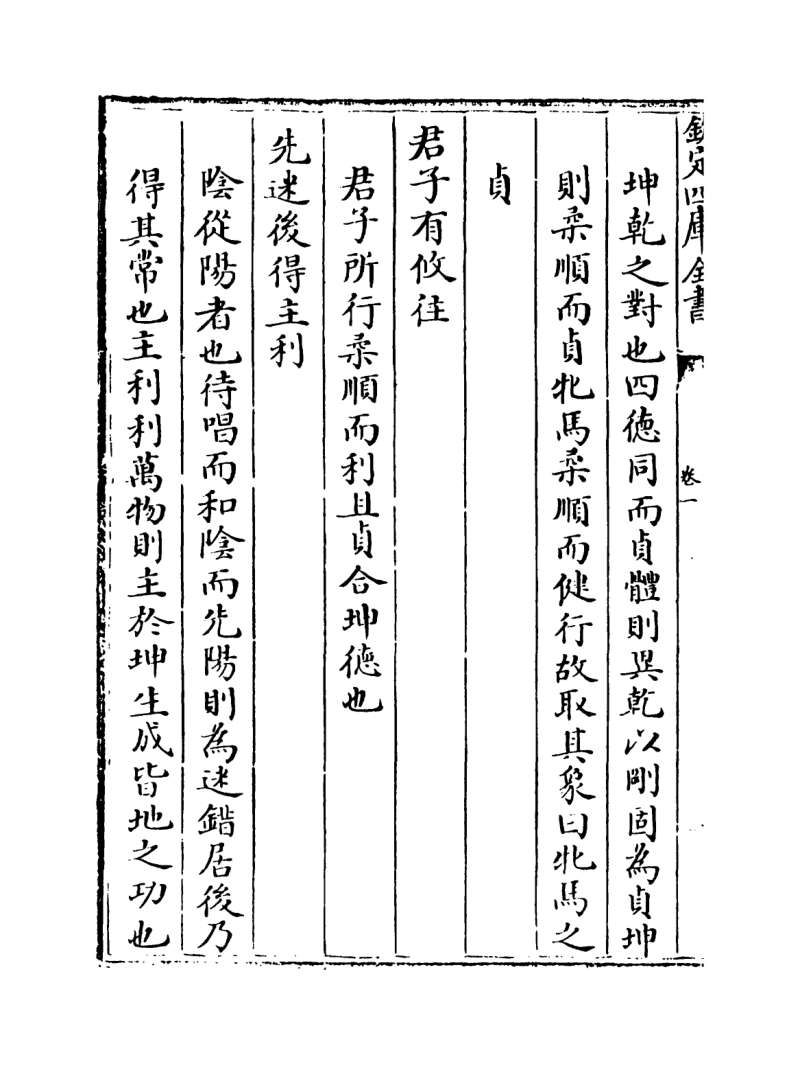 欽定四庫全書
卷一
坤乾之對也四德同而貞體則異乾以剛固為貞坤
則柔順而貞牝馬柔順而健行故取其象曰牝馬之
貞
君子有攸往
君子所行柔順而利且貞合坤德也
先迷後得主利
陰從陽者也待唱而和陰而先陽則為迷錯居後乃
得其常也主利利萬物則主於坤生成皆地之功也